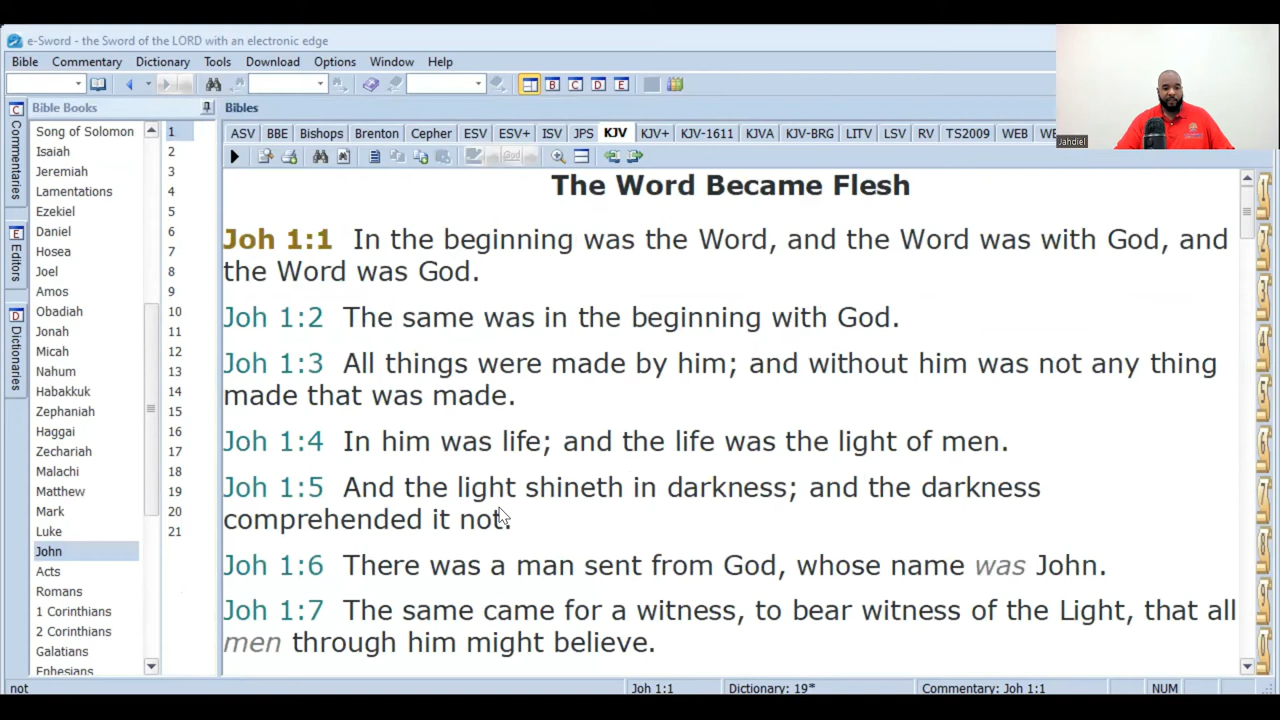 e-Sword - the Sword of the LORD with an electronic edge
Bible Commentary Dictionary Tools Download Options Window Help
Bible Books
Bibles
Commentaries
Editors
Dictionaries
Song of Solomon
Isaiah
Jeremiah
Lamentations
Ezekiel
Daniel
Hosea
Joel
Amos
Obadiah
Jonah
Micah
Nahum
Habakkuk
Zephaniah
Haggai
Zechariah
Malachi
Matthew
Mark
Luke
John
Acts
Romans
1 Corinthians
2 Corinthians
Galatians
Ephesians
1
2
3
4
5
6
7
8
9
10
11
12
13
14
15
16
17
18
19
20
21
ASV BBE Bishops Brenton Cepher ESV ESV+ ISV JPS KJV KJV+ KJV-1611 KJVA KJV-BRG LITV LSV RV TS2009 WEB WE
The Word Became Flesh
Joh 1:1 In the beginning was the Word, and the Word was with God, and
the Word was God.
Joh 1:2 The same was in the beginning with God.
Joh 1:3 All things were made by him; and without him was not any thing
made that was made.
Joh 1:4 In him was life; and the life was the light of men.
Joh 1:5 And the light shineth in darkness; and the darkness
comprehended it not.
Joh 1:6 There was a man sent from God, whose name was John.
Joh 1:7 The same came for a witness, to bear witness of the Light, that all
men through him might believe.
Jahdiel
not
Joh 1:1
Dictionary: 19*
Commentary: Joh 1:1
NUM